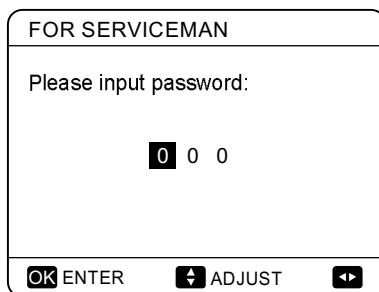 FOR SERVICEMAN
Please input password:
0 0 0
OK ENTER ADJUST